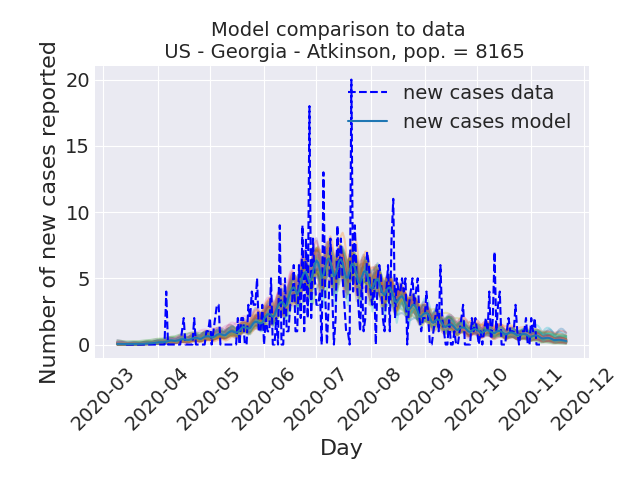 Model comparison to data
US - Georgia - Atkinson, pop. = 8165
new cases data
new cases model
Number of new cases reported
20
15
10
5
0
2020-03
2020-04
2020-05
2020-06
2020-07
2020-08
2020-09
2020-10
2020-11
2020-12
Day